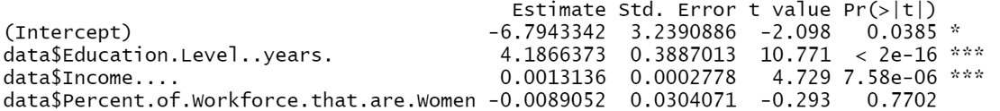 Estimate Std. Error t value Pr(>|t|)
(Intercept) -6.7943342 3.2390886 -2.098 0.0385 *
data$Education.Level..years. 4.1866373 0.3887013 10.771 < 2e-16 ***
data$Income.... 0.0013136 0.0002778 4.729 7.58e-06 ***
data$Percent.of.Workforce.that.are.Women -0.0089052 0.0304071 -0.293 0.7702